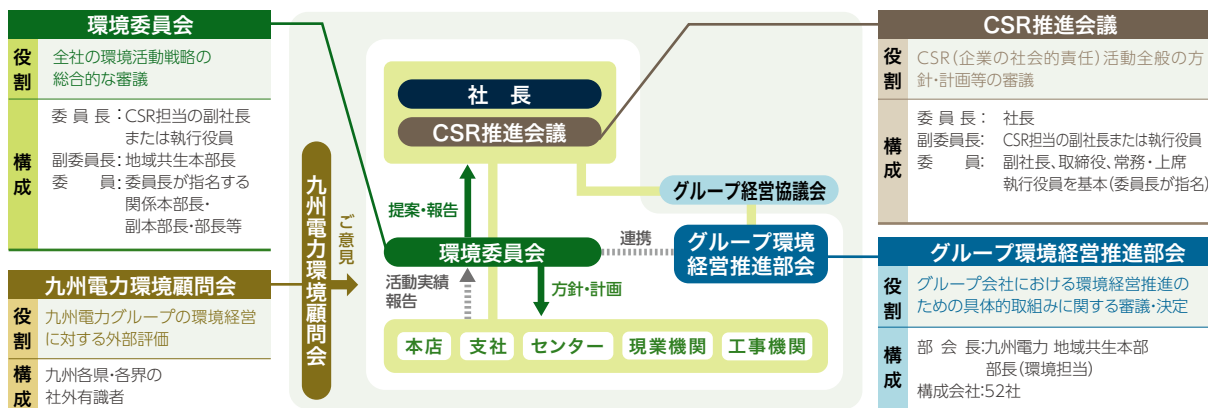 環境委員会
役割
全社の環境活動戦略の
総合的な審議
構成
委員長：CSR担当の副社長
または執行役員
副委員長：地域共生本部長
委員：委員長が指名する
関係本部長・
副本部長・部長等
九州電力環境顧問会
役割
九州電力グループの環境経営
に対する外部評価
構成
九州各県・各界の
社外有識者
九州電力環境顧問会
ご意見
社長
CSR推進会議
提案・報告
グループ経営協議会
環境委員会
連携
グループ環境
経営推進部会
活動実績
報告
方針・計画
本店
支社
センター
現業機関
工事機関
CSR推進会議
役割
CSR（企業の社会的責任）活動全般の方
針・計画等の審議
構成
委員長：社長
副委員長：CSR担当の副社長または執行役員
委員：副社長、取締役、常務・上席
執行役員を基本（委員長が指名）
グループ環境経営推進部会
役割
グループ会社における環境経営推進の
ための具体的取組みに関する審議・決定
構成
部会長：九州電力 地域共生本部
部長（環境担当）
構成会社：52社